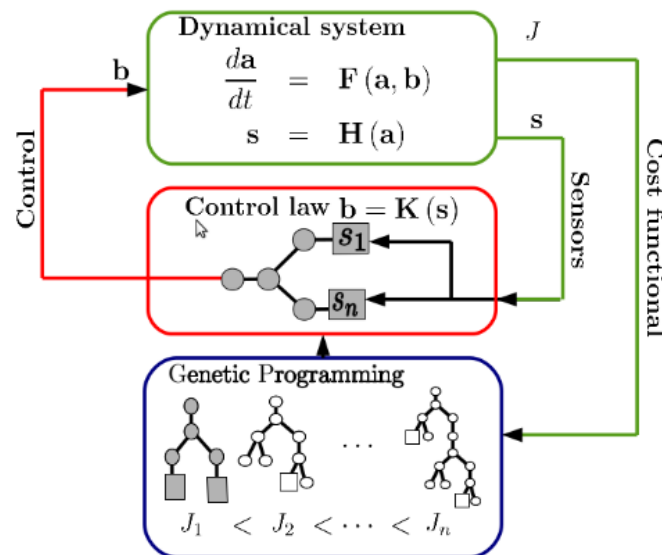 Dynamical system
J
da/dt = F (a, b)
s = H (a)
b
s
Control
Sensors
Cost functional
Control law b = K (s)
s₁
sₙ
Genetic Programming
· · ·
J₁ < J₂ < · · · < Jₙ